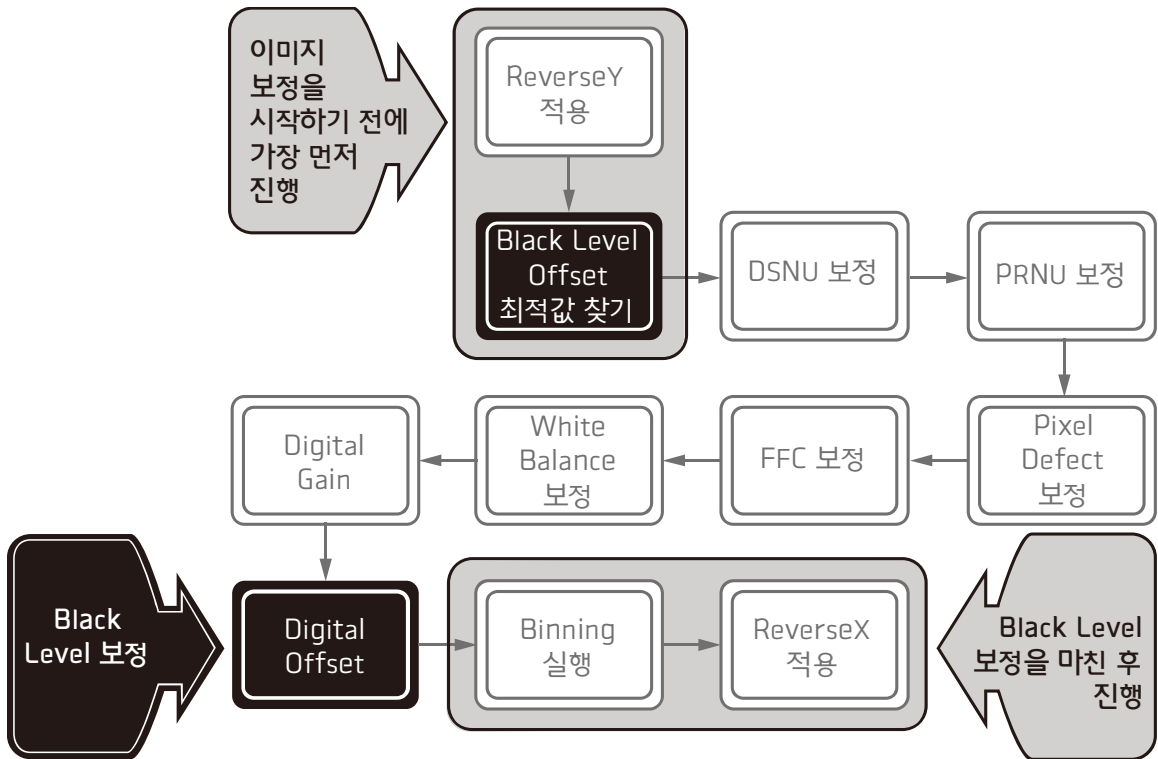 이미지
보정을
시작하기 전에
가장 먼저
진행
ReverseY
적용
Black Level
Offset
최적값 찾기
DSNU 보정
PRNU 보정
Pixel
Defect
보정
FFC 보정
White
Balance
보정
Digital
Gain
Black
Level 보정
Digital
Offset
Binning
실행
ReverseX
적용
Black Level
보정을 마친 후
진행